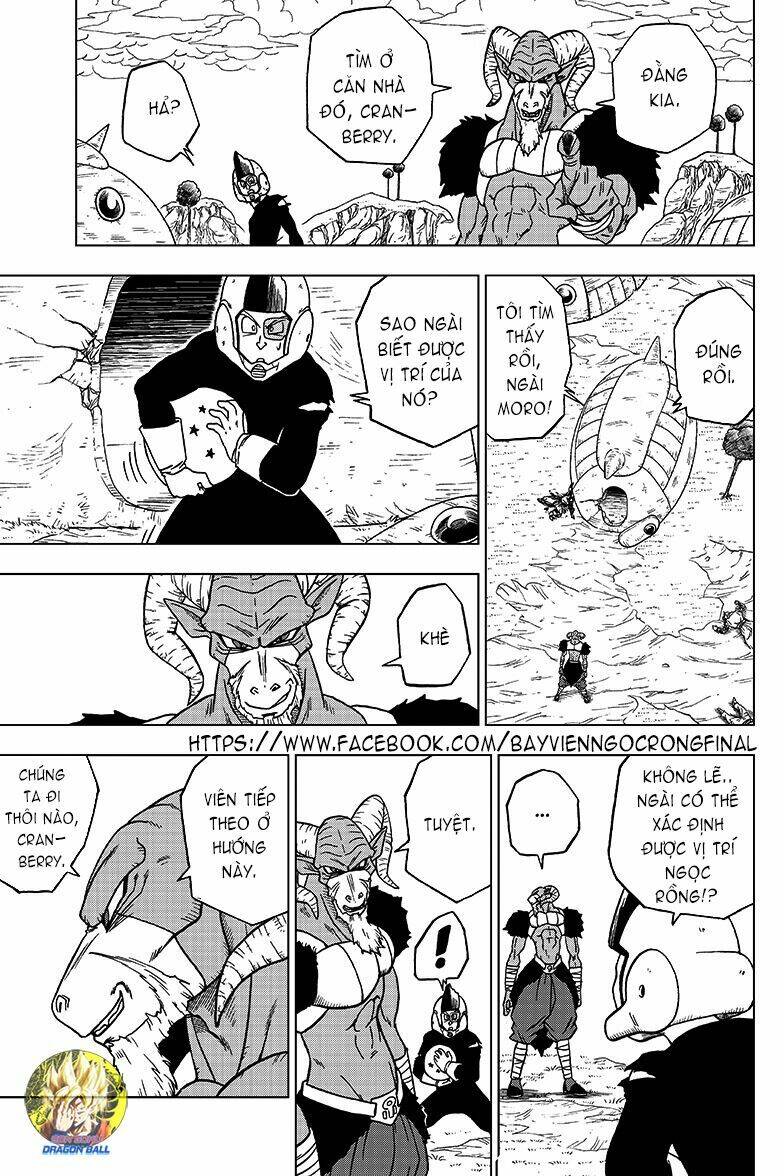 ĐẰNG
KIA.
TÌM Ở
CĂN NHÀ
ĐÓ, CRAN-
BERRY.
HẢ?
ĐÚNG
RỒI.
TÔI TÌM
THẤY
RỒI,
NGÀI
MORO!
SAO NGÀI
BIẾT ĐƯỢC
VỊ TRÍ CỦA
NÓ?
KHÈ
HTTPS://WWW.FACEBOOK.COM/BAYVIENNGOCRONGFINAL
KHÔNG LẼ..
NGÀI CÓ THỂ
XÁC ĐỊNH
ĐƯỢC VỊ TRÍ
NGỌC
RỒNG!?
...
TUYỆT.
!
VIÊN TIẾP
THEO Ở
HƯỚNG
NÀY.
CHÚNG
TA ĐI
THÔI NÀO,
CRAN-
BERRY.
DRAGON BALL